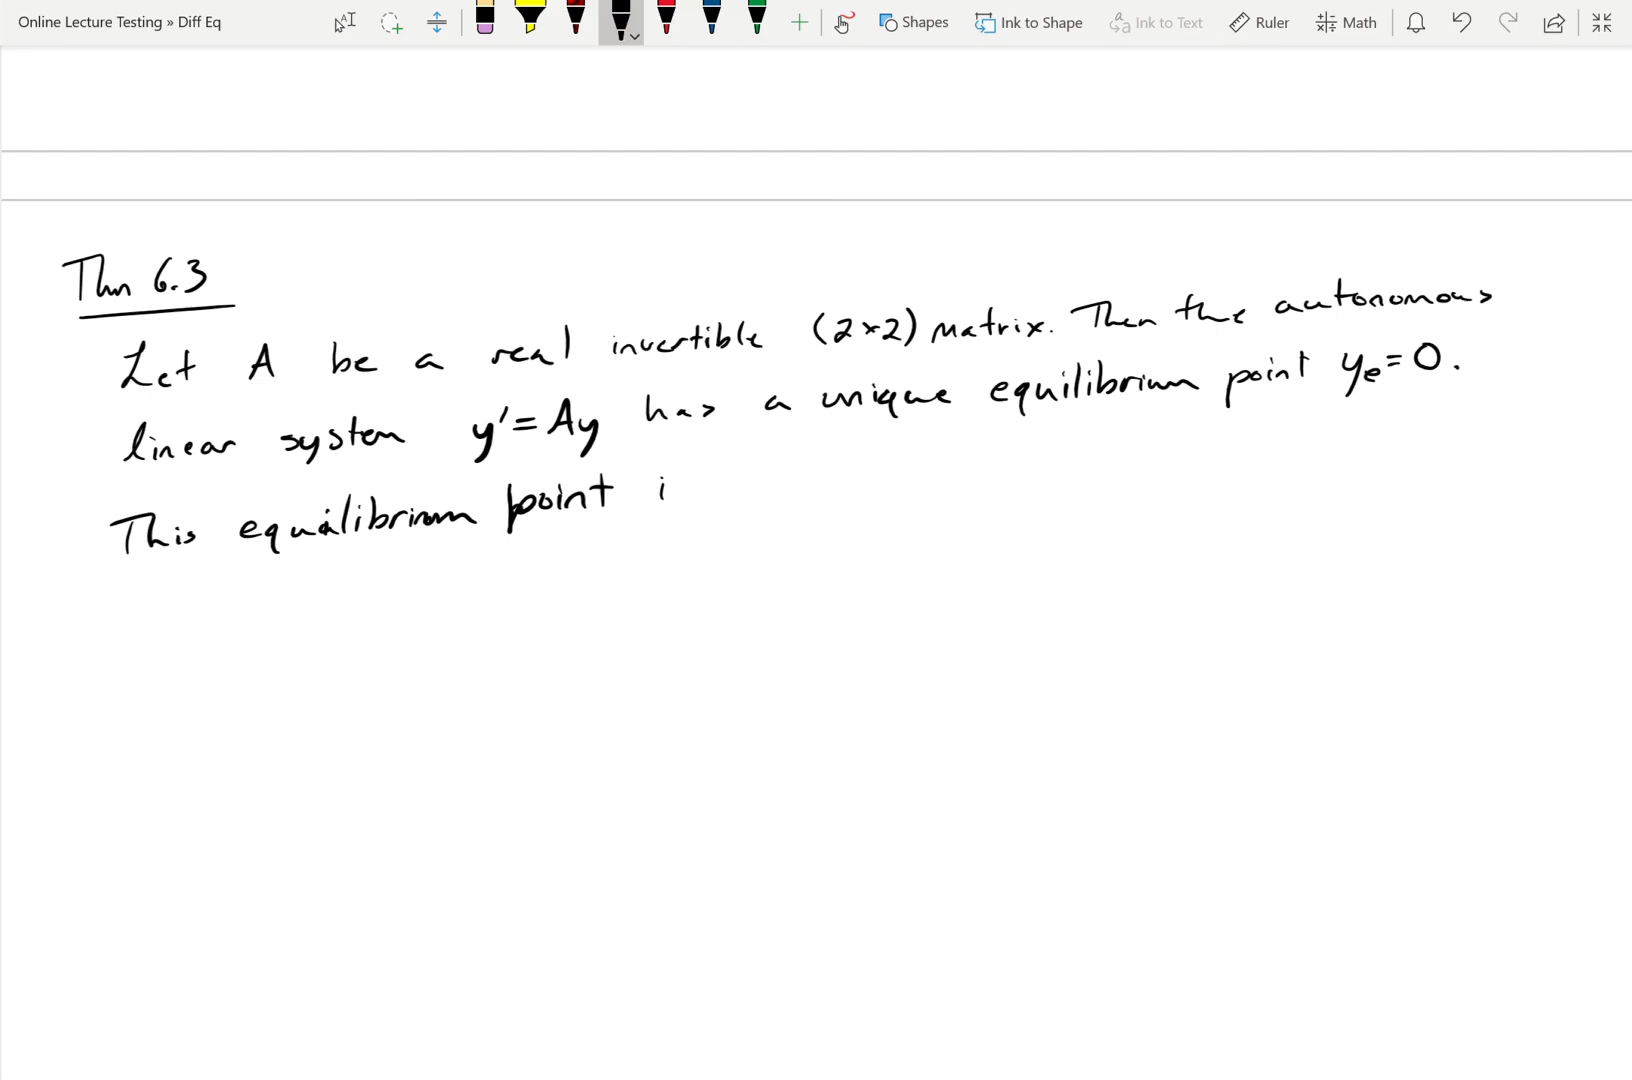 Online Lecture Testing » Diff Eq
Shapes
Ink to Shape
Ink to Text
Ruler
Math
Thm 6.3
Let A be a real invertible (2×2) matrix. Then the autonomous
linear system y' = Ay has a unique equilibrium point yₑ = 0.
This equilibrium point i